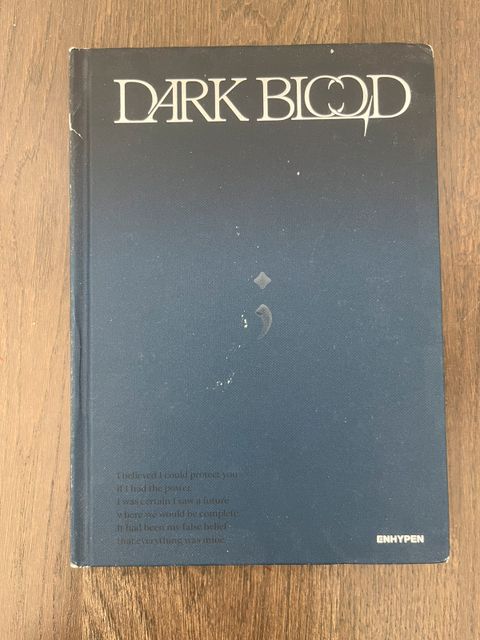 DARK BLOOD
;
I believed I could protect you
if I had the power.
I was certain I saw a future
where we would be complete.
It had been my false belief
that everything was mine.
ENHYPEN